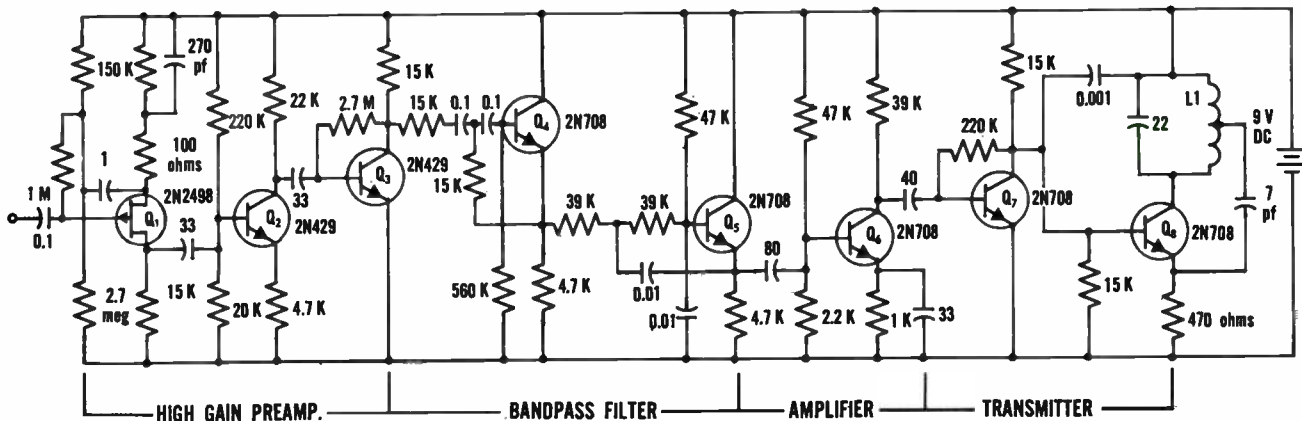 270
pf
150 K
15 K
15 K
0.001
L1
9 V
DC
22 K
2.7 M
15 K
0.1
0.1
Q4
2N708
47 K
47 K
39 K
220K
220 K
22
100
ohms
1
33
Q3
2N429
15 K
40
Q7
2N708
7
pf
1 M
2N2498
Q1
Q2
2N429
39 K
39 K
Q5
2N708
Q6
2N708
Q8
2N708
0.1
33
80
2.7
meg
15 K
20 K
4.7 K
560 K
4.7 K
0.01
0.01
4.7 K
2.2 K
1 K
33
15 K
470 ohms
HIGH GAIN PREAMP.
BANDPASS FILTER
AMPLIFIER
TRANSMITTER